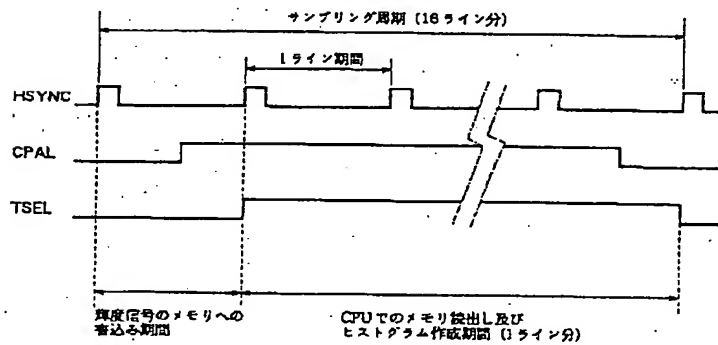 サンプリング周期 (16ライン分)
1ライン期間
HSYNC
CPAL
TSEL
輝度信号のメモリへの
書込み期間
CPUでのメモリ読出し及び
ヒストグラム作成期間 (1ライン分)